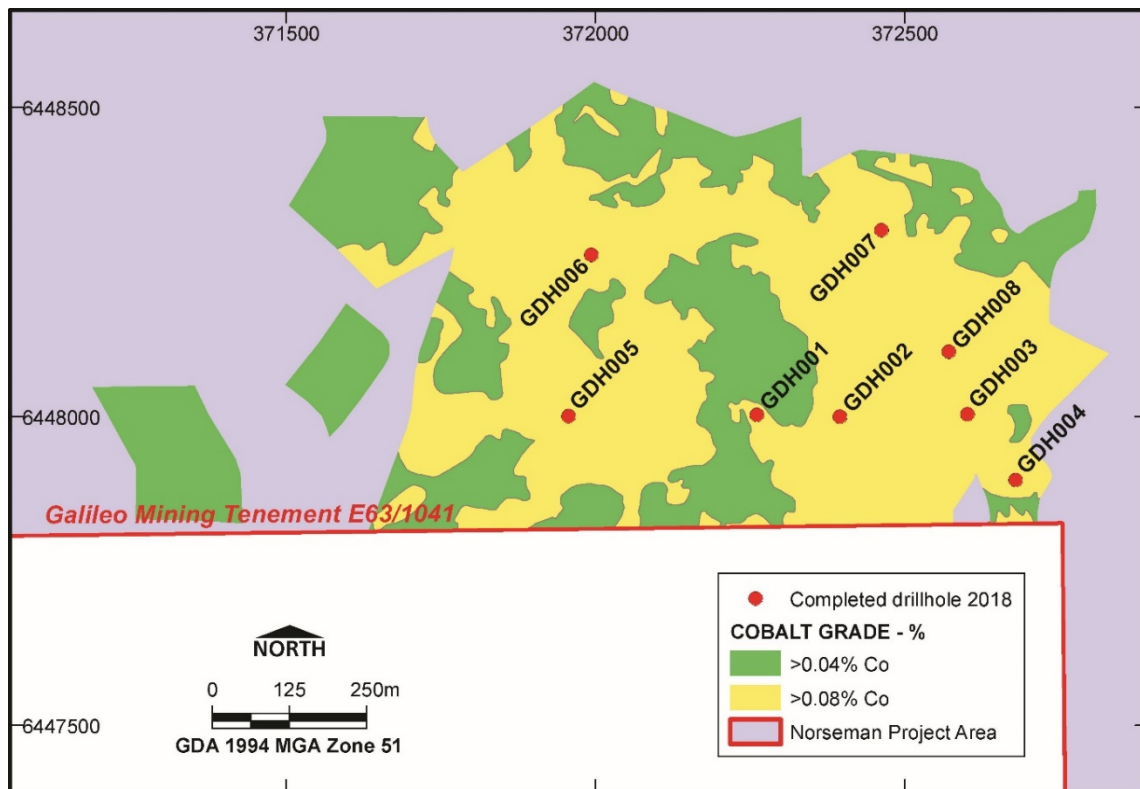 371500
372000
372500
6448500
GDH007
GDH006
GDH008
GDH005
GDH001
GDH002
GDH003
6448000
GDH004
Galileo Mining Tenement E63/1041
Completed drillhole 2018
COBALT GRADE - %
>0.04% Co
>0.08% Co
Norseman Project Area
NORTH
0 125 250m
6447500
GDA 1994 MGA Zone 51